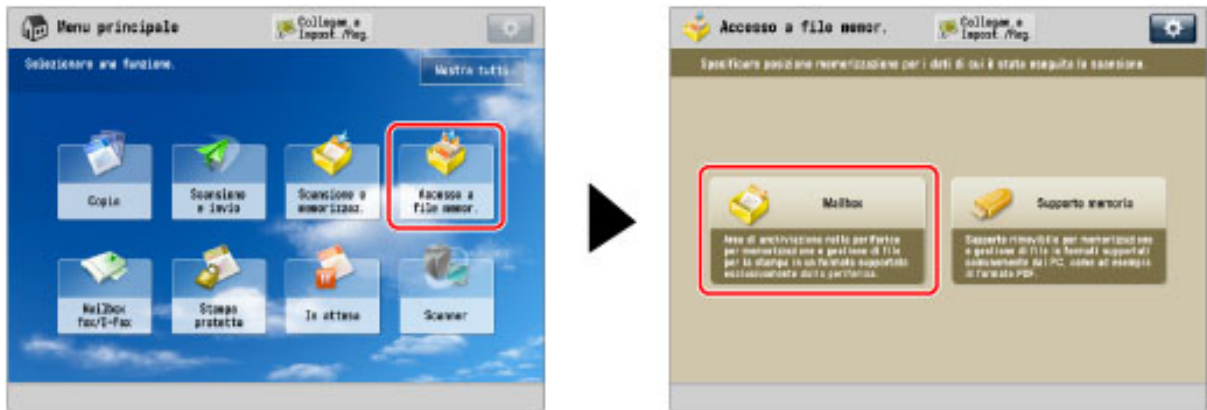 Menu principale
Collegam. e
Impost./Reg.
Selezionare una funzione.
Mostra tutti
Copia
Scansione
e invio
Scansione e
memorizzaz.
Accesso a
file memor.
Mailbox
fax/I-Fax
Stampa
protetta
In attesa
Scanner
Accesso a file memor.
Collegam. e
Impost./Reg.
Specificare posizione memorizzazione per i dati di cui è stata eseguita la scansione.
Mailbox
Area di archiviazione nella periferica
per memorizzazione e gestione di file
per la stampa in un formato supportato
esclusivamente dalla periferica.
Supporto memoria
Supporto rimovibile per memorizzazione
e gestione di file in formati supportati
comunemente dai PC, come ad esempio
il formato PDF.